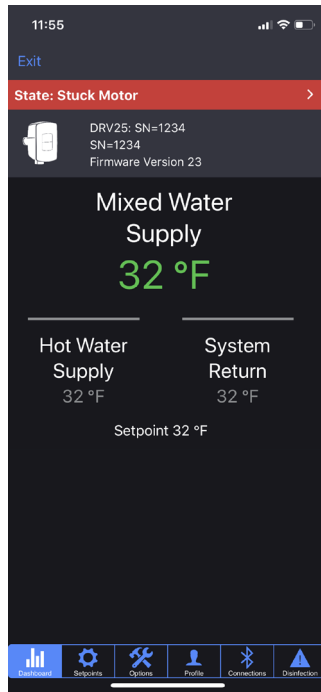 11:55
Exit
State: Stuck Motor
DRV25: SN=1234
SN=1234
Firmware Version 23
Mixed Water
Supply
32 °F
Hot Water
Supply
32 °F
System
Return
32 °F
Setpoint 32 °F
Dashboard
Setpoints
Options
Profile
Connections
Disinfection